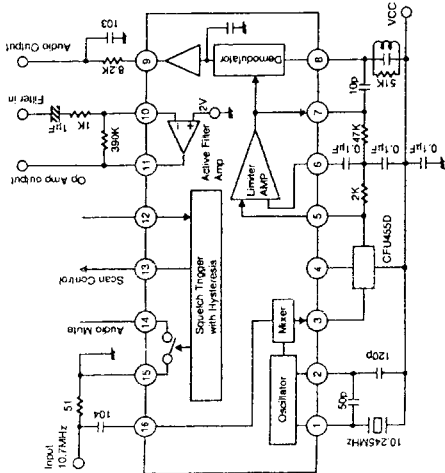 Audio Output
Filter in
Op Amp output
Scan Control
Audio Mute
Input
10.7MHz
103
8.2K
1µF
1K
390K
51
104
9
10
11
12
13
14
15
16
Demodulator
2V
Active Filter
Amp
Limiter
AMP
Squetch Trigger
with Hysteresis
Mixer
Oscillator
8
7
6
5
4
3
2
1
VCC
51K
10p
47K
0.1µF
0.1µF
0.1µF
2K
CFU455D
120p
50p
10.245MHz